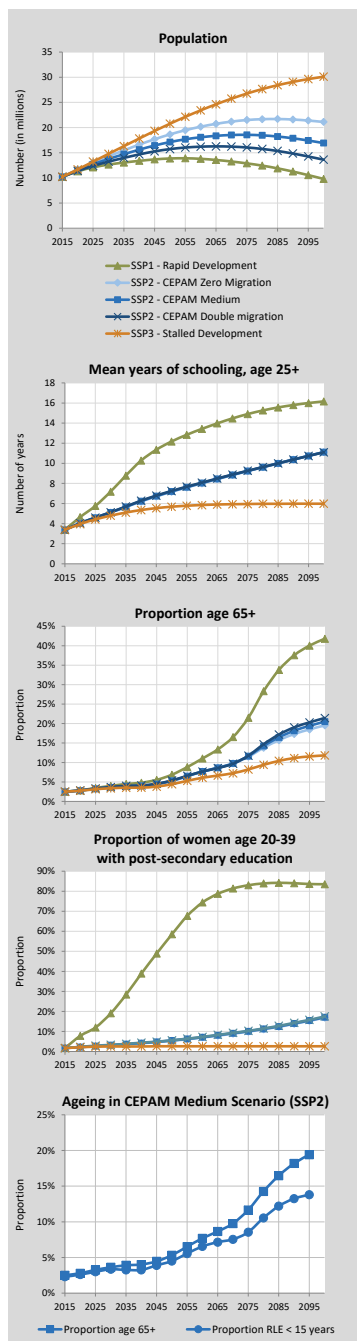 Population
Number (in millions)
35
30
25
20
15
10
5
0
2015 2025 2035 2045 2055 2065 2075 2085 2095
SSP1 - Rapid Development
SSP2 - CEPAM Zero Migration
SSP2 - CEPAM Medium
SSP2 - CEPAM Double migration
SSP3 - Stalled Development
Mean years of schooling, age 25+
Number of years
18
16
14
12
10
8
6
4
2
0
2015 2025 2035 2045 2055 2065 2075 2085 2095
Proportion age 65+
Proportion
45%
40%
35%
30%
25%
20%
15%
10%
5%
0%
2015 2025 2035 2045 2055 2065 2075 2085 2095
Proportion of women age 20-39
with post-secondary education
Proportion
90%
80%
70%
60%
50%
40%
30%
20%
10%
0%
2015 2025 2035 2045 2055 2065 2075 2085 2095
Ageing in CEPAM Medium Scenario (SSP2)
Proportion
25%
20%
15%
10%
5%
0%
2015 2025 2035 2045 2055 2065 2075 2085 2095
Proportion age 65+ Proportion RLE < 15 years